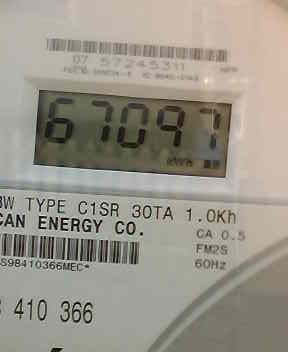 07 57245311
67097
kWh
3W TYPE C1SR 30TA 1.0Kh
CAN ENERGY CO.
CA 0.5
FM2S
S98410366MEC*
60Hz
410 366